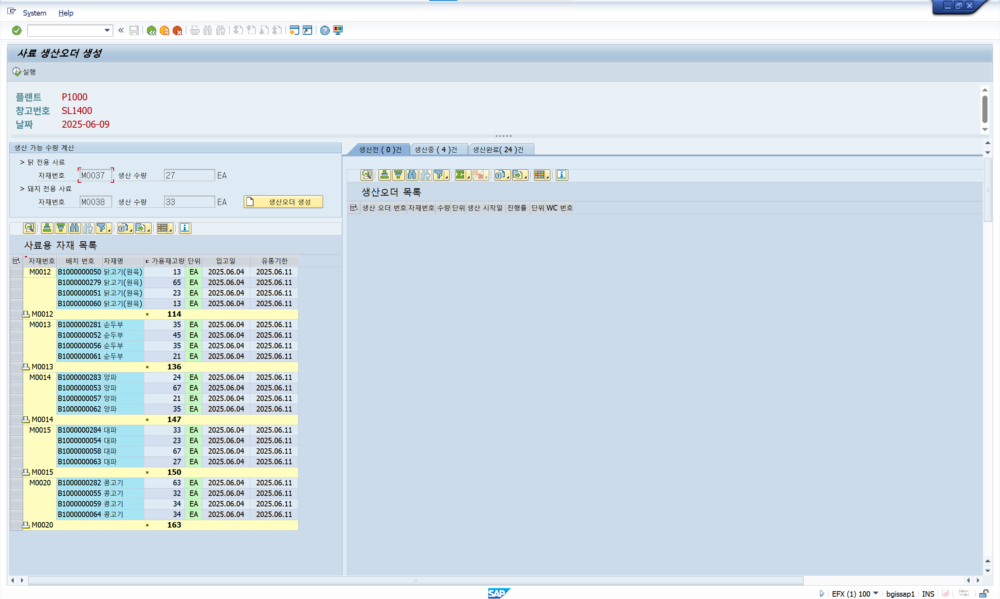 System Help
사료 생산오더 생성
실행
플랜트 P1000
창고번호 SL1400
날짜 2025-06-09
생산 가능 수량 계산
> 닭 전용 사료
자재번호 M0037 생산 수량 27 EA
> 돼지 전용 사료
자재번호 M0038 생산 수량 33 EA 생산오더 생성
사료용 자재 목록
자재번호 배치 번호 자재명 가용재고량 단위 입고일 유통기한
M0012 B1000000050 닭고기(원육) 13 EA 2025.06.04 2025.06.11
B1000000279 닭고기(원육) 65 EA 2025.06.04 2025.06.11
B1000000051 닭고기(원육) 23 EA 2025.06.04 2025.06.11
B1000000060 닭고기(원육) 13 EA 2025.06.04 2025.06.11
M0012 114
M0013 B1000000281 순두부 35 EA 2025.06.04 2025.06.11
B1000000052 순두부 45 EA 2025.06.04 2025.06.11
B1000000056 순두부 35 EA 2025.06.04 2025.06.11
B1000000061 순두부 21 EA 2025.06.04 2025.06.11
M0013 136
M0014 B1000000283 양파 24 EA 2025.06.04 2025.06.11
B1000000053 양파 67 EA 2025.06.04 2025.06.11
B1000000057 양파 21 EA 2025.06.04 2025.06.11
B1000000062 양파 35 EA 2025.06.04 2025.06.11
M0014 147
M0015 B1000000284 대파 33 EA 2025.06.04 2025.06.11
B1000000054 대파 23 EA 2025.06.04 2025.06.11
B1000000058 대파 67 EA 2025.06.04 2025.06.11
B1000000063 대파 27 EA 2025.06.04 2025.06.11
M0015 150
M0020 B1000000282 콩고기 63 EA 2025.06.04 2025.06.11
B1000000055 콩고기 32 EA 2025.06.04 2025.06.11
B1000000059 콩고기 34 EA 2025.06.04 2025.06.11
B1000000064 콩고기 34 EA 2025.06.04 2025.06.11
M0020 163
생산전 ( 0 )건 생산중 ( 4 )건 생산완료( 24 )건
생산오더 목록
생산 오더 번호 자재번호 수량 단위 생산 시작일 진행률 단위 WC 번호
SAP
EFX (1) 100 bgissap1 INS